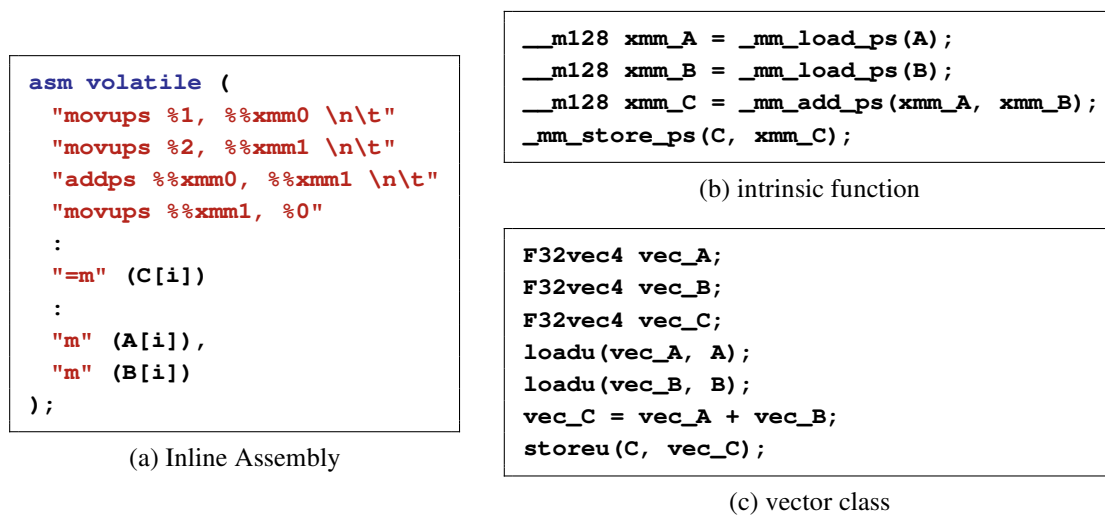 asm volatile (
"movups %1, %%xmm0 \n\t"
"movups %2, %%xmm1 \n\t"
"addps %%xmm0, %%xmm1 \n\t"
"movups %%xmm1, %0"
:
"=m" (C[i])
:
"m" (A[i]),
"m" (B[i])
);
(a) Inline Assembly
__m128 xmm_A = _mm_load_ps(A);
__m128 xmm_B = _mm_load_ps(B);
__m128 xmm_C = _mm_add_ps(xmm_A, xmm_B);
_mm_store_ps(C, xmm_C);
(b) intrinsic function
F32vec4 vec_A;
F32vec4 vec_B;
F32vec4 vec_C;
loadu(vec_A, A);
loadu(vec_B, B);
vec_C = vec_A + vec_B;
storeu(C, vec_C);
(c) vector class